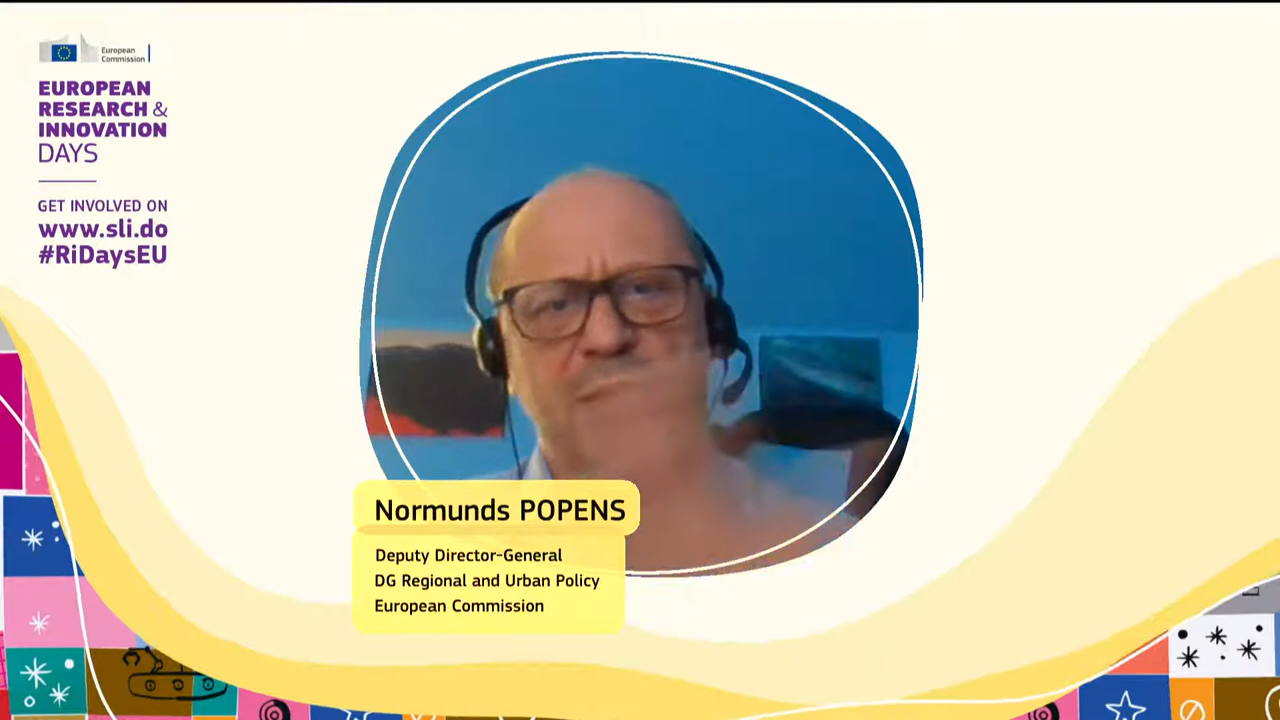 European
Commission
EUROPEAN
RESEARCH &
INNOVATION
DAYS
GET INVOLVED ON
www.sli.do
#RiDaysEU
Normunds POPENS
Deputy Director-General
DG Regional and Urban Policy
European Commission